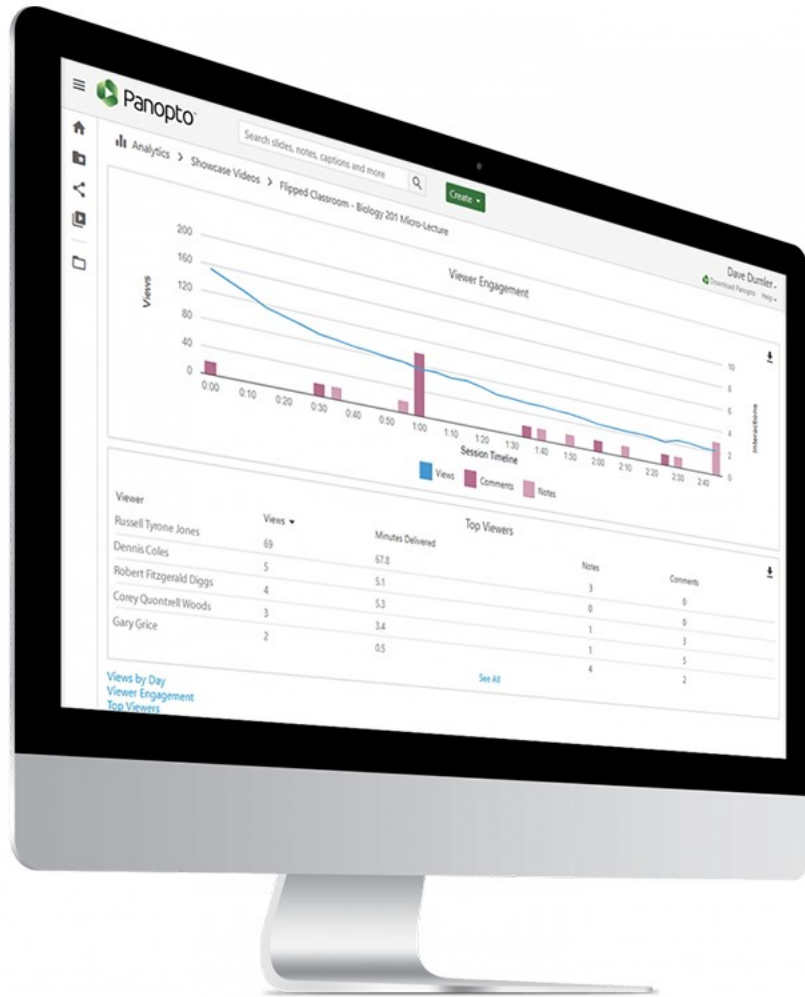 Panopto
Search slides, notes, captions and more
Create
Analytics > Showcase Videos > Flipped Classroom - Biology 201 Micro-Lecture
Dave Dumler
Download Panopto Help
Viewer Engagement
Views
200
160
120
80
40
0
10
8
6
4
2
0
Interactions
0:00 0:10 0:20 0:30 0:40 0:50 1:00 1:10 1:20 1:30 1:40 1:50 2:00 2:10 2:20 2:30 2:40
Session Timeline
Views Comments Notes
Top Viewers
Viewer Views Minutes Delivered Notes Comments
Russell Tyrone Jones 69 67.8 3 0
Dennis Coles 5 5.1 0 0
Robert Fitzgerald Diggs 4 5.3 1 3
Corey Quontrell Woods 3 3.4 1 5
Gary Grice 2 0.5 4 2
See All
Views by Day
Viewer Engagement
Top Viewers